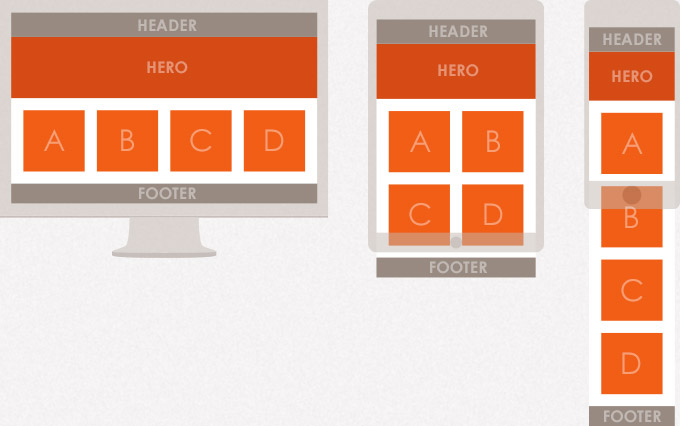 HEADER
HERO
A B C D
FOOTER
HEADER
HERO
A B
C D
FOOTER
HEADER
HERO
A
B
C
D
FOOTER